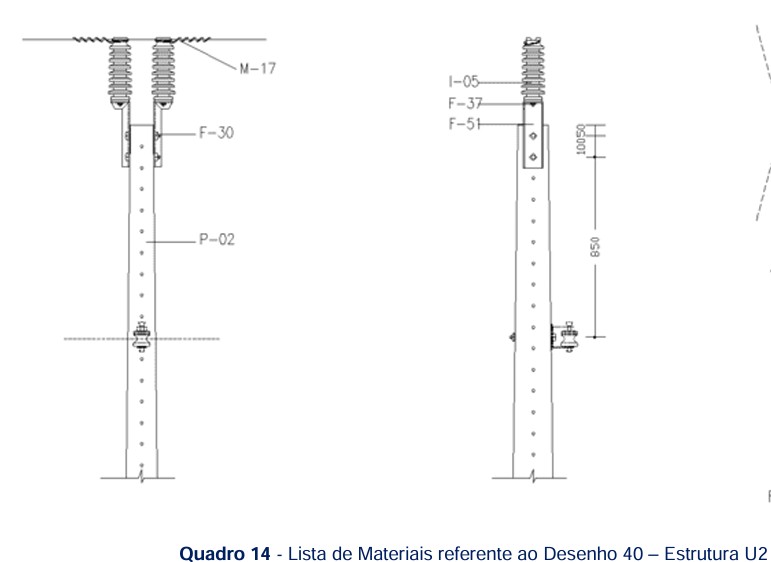 M-17
F-30
P-02
I-05
F-37
F-51
50
100
850
F
Quadro 14 - Lista de Materiais referente ao Desenho 40 – Estrutura U2